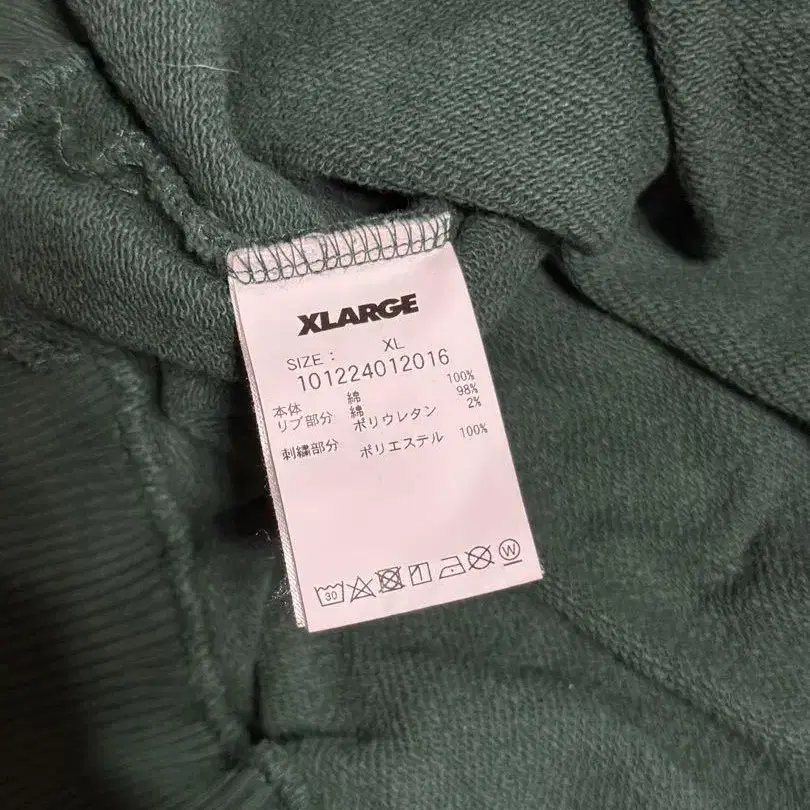 XLARGE
SIZE : XL
101224012016
本体 綿 100%
リブ部分 綿 98%
ポリウレタン 2%
刺繍部分 ポリエステル 100%
30 W